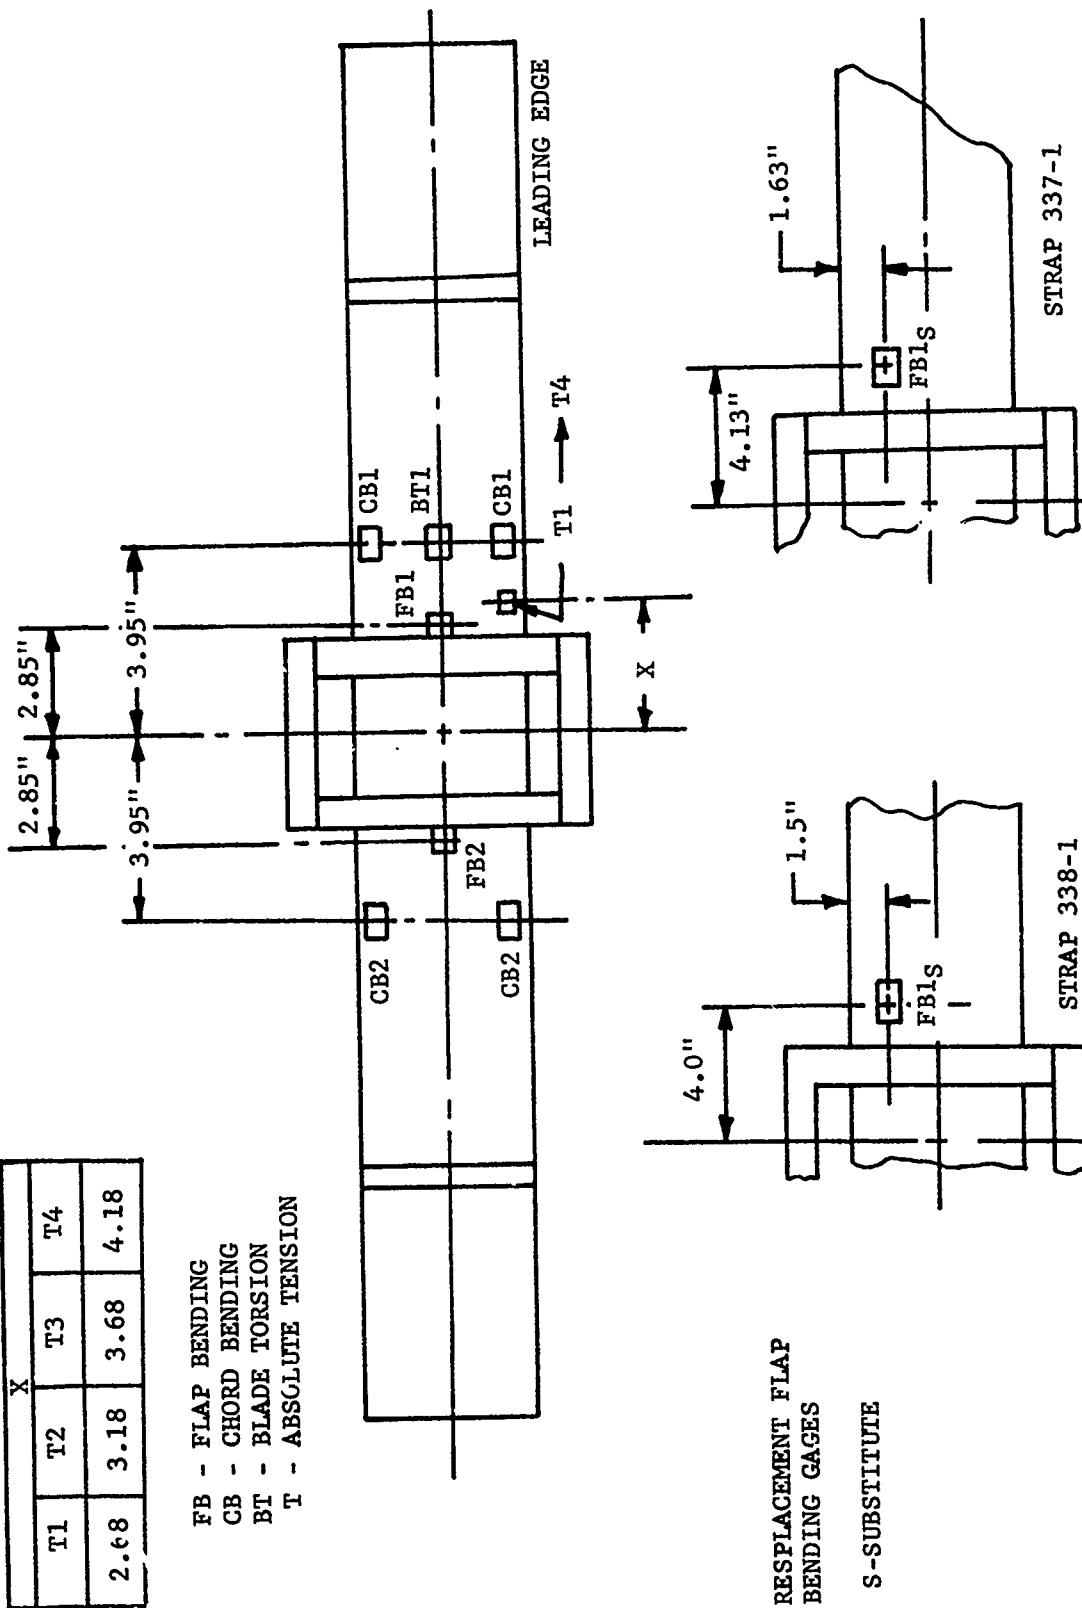 X
T1 T2 T3 T4
2.68 3.18 3.68 4.18
FB - FLAP BENDING
CB - CHORD BENDING
BT - BLADE TORSION
T - ABSOLUTE TENSION
2.85" 2.85"
3.95" 3.95"
CB2
CB2
FB2
FB1
CB1
BT1
CB1
T1 T4
X
LEADING EDGE
RESPLACEMENT FLAP
BENDING GAGES
S-SUBSTITUTE
4.0"
1.5"
FB1S
STRAP 338-1
4.13"
1.63"
FB1S
STRAP 337-1